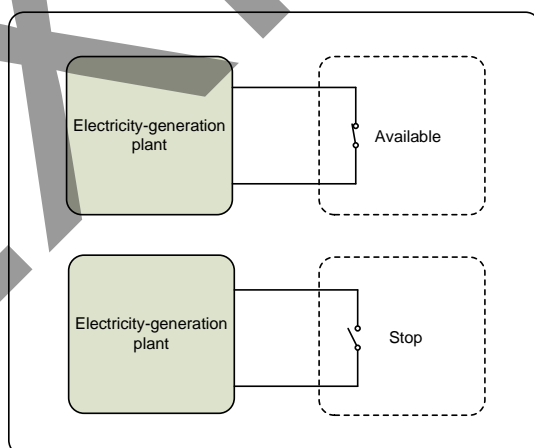 Electricity-generation
plant
Available
Electricity-generation
plant
Stop